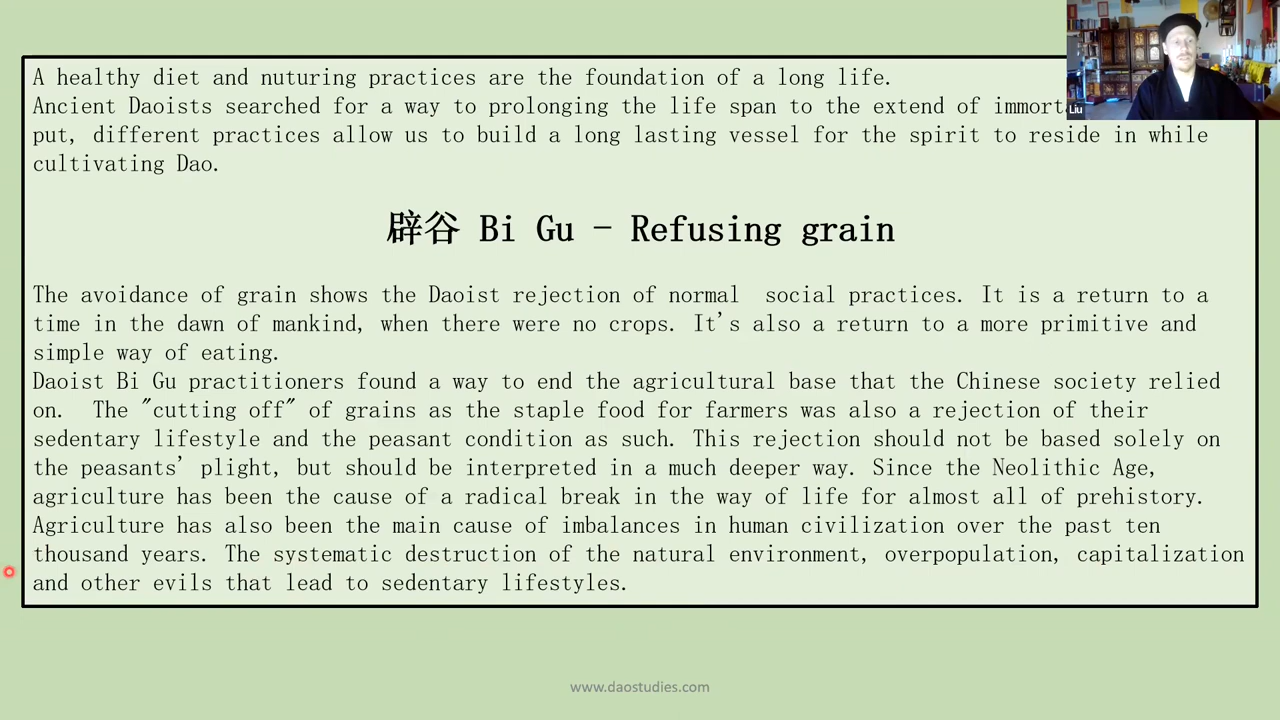 A healthy diet and nuturing practices are the foundation of a long life.
Ancient Daoists searched for a way to prolonging the life span to the extend of
put, different practices allow us to build a long lasting vessel for the spirit to reside in while
cultivating Dao.
辟谷 Bi Gu - Refusing grain
The avoidance of grain shows the Daoist rejection of normal  social practices. It is a return to a
time in the dawn of mankind, when there were no crops. It's also a return to a more primitive and
simple way of eating.
Daoist Bi Gu practitioners found a way to end the agricultural base that the Chinese society relied
on.  The "cutting off" of grains as the staple food for farmers was also a rejection of their
sedentary lifestyle and the peasant condition as such. This rejection should not be based solely on
the peasants' plight, but should be interpreted in a much deeper way. Since the Neolithic Age,
agriculture has been the cause of a radical break in the way of life for almost all of prehistory.
Agriculture has also been the main cause of imbalances in human civilization over the past ten
thousand years. The systematic destruction of the natural environment, overpopulation, capitalization
and other evils that lead to sedentary lifestyles.
Liu
www.daostudies.com